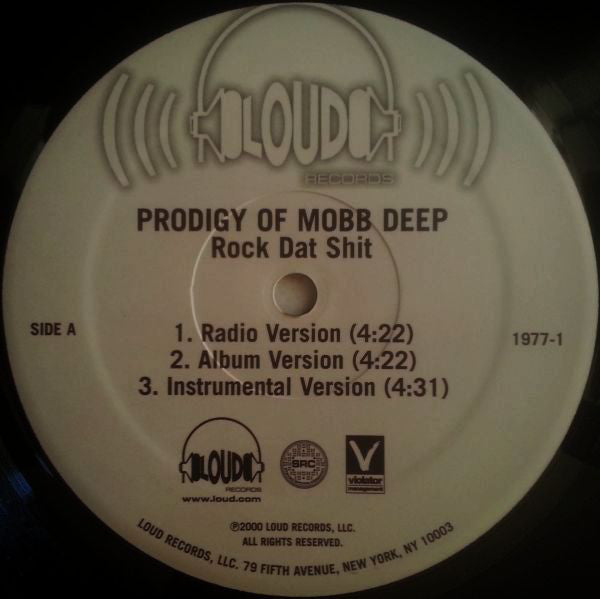 LOUD
RECORDS
PRODIGY OF MOBB DEEP
Rock Dat Shit
SIDE A
1977-1
1. Radio Version (4:22)
2. Album Version (4:22)
3. Instrumental Version (4:31)
LOUD
RECORDS
www.loud.com
SRC
V
violator
management
℗2000 LOUD RECORDS, LLC.
ALL RIGHTS RESERVED.
LOUD RECORDS, LLC. 79 FIFTH AVENUE, NEW YORK, NY 10003